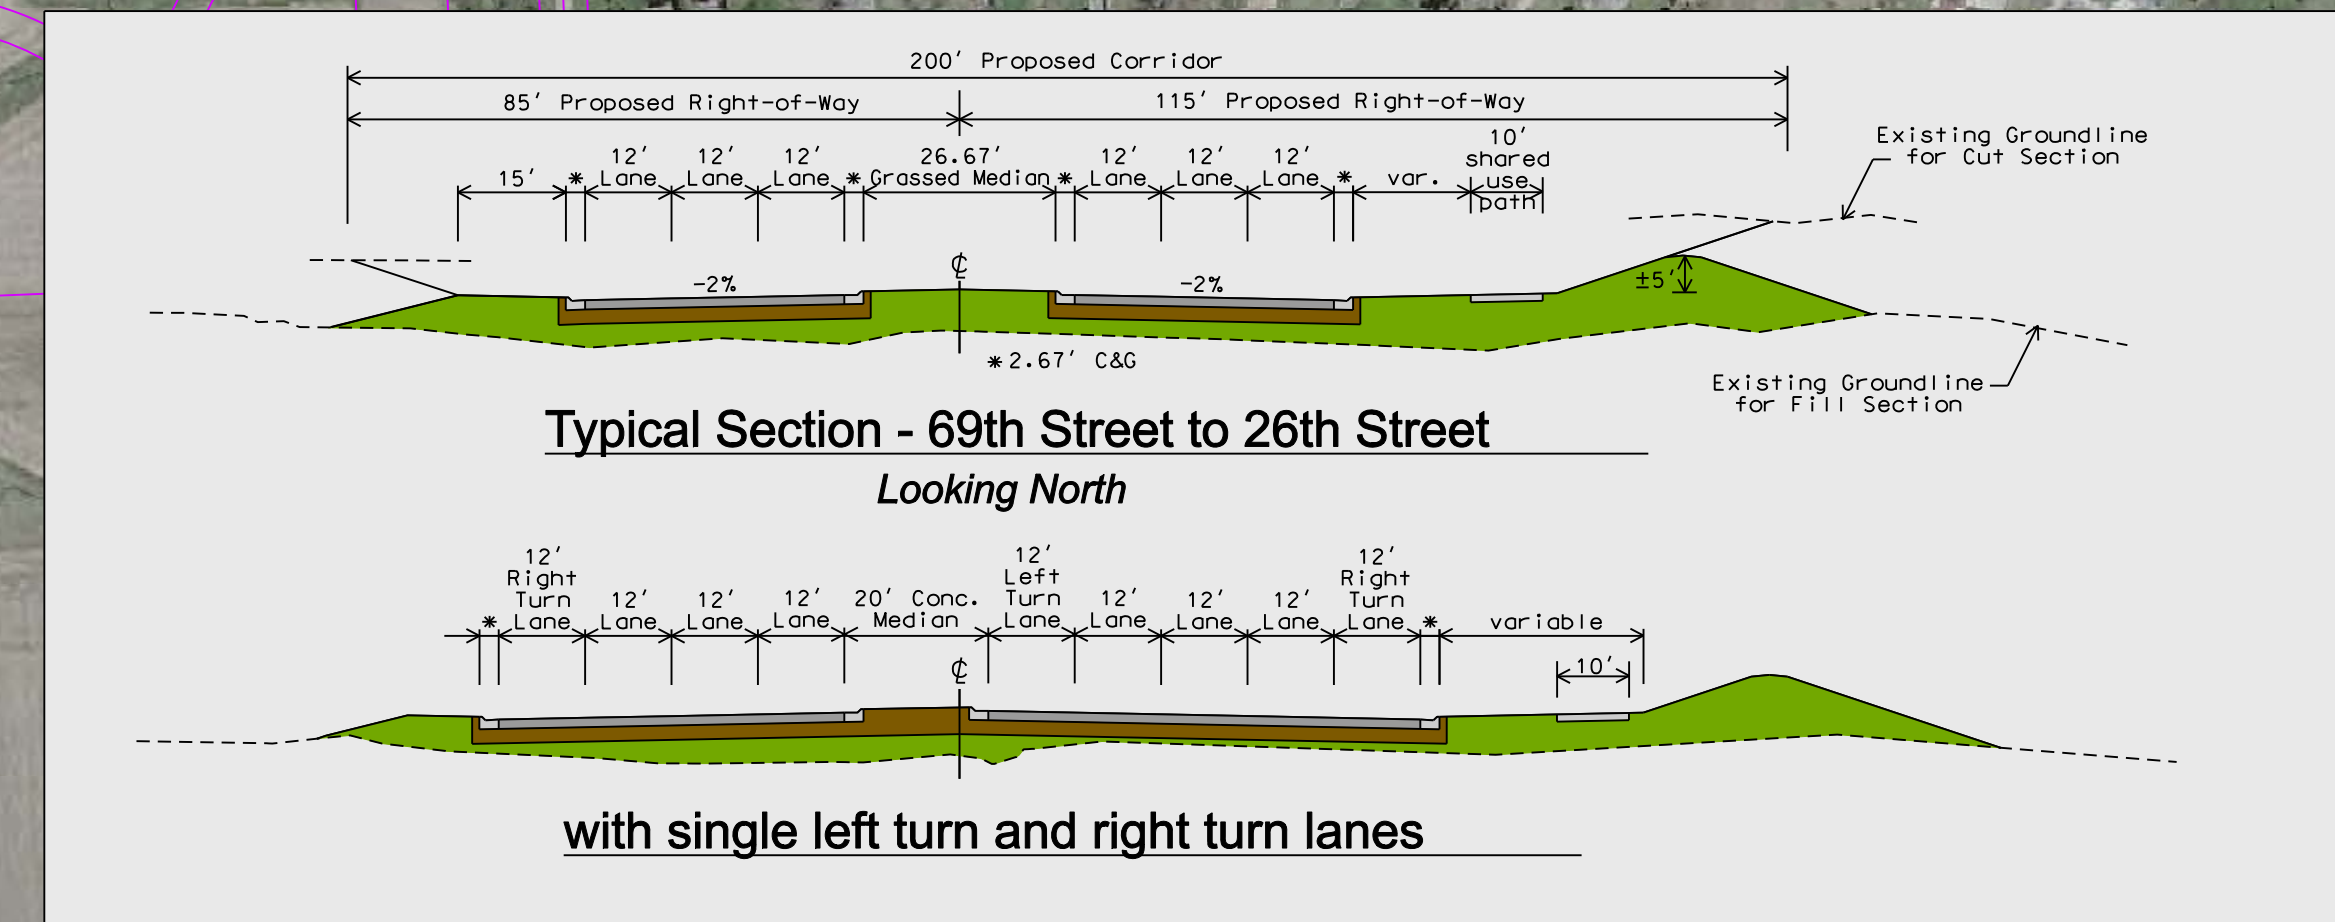 200' Proposed Corridor
85' Proposed Right-of-Way
115' Proposed Right-of-Way
15'
*
12'
Lane
12'
Lane
12'
Lane
*
26.67'
Grassed Median
*
12'
Lane
12'
Lane
12'
Lane
*
var.
10'
shared
use
path
Existing Groundline
for Cut Section
℄
-2%
-2%
±5'
* 2.67' C&G
Existing Groundline
for Fill Section
Typical Section - 69th Street to 26th Street
Looking North
*
12'
Right
Turn
Lane
12'
Lane
12'
Lane
12'
Lane
20' Conc.
Median
12'
Left
Turn
Lane
12'
Lane
12'
Lane
12'
Lane
12'
Right
Turn
Lane
*
variable
10'
℄
with single left turn and right turn lanes